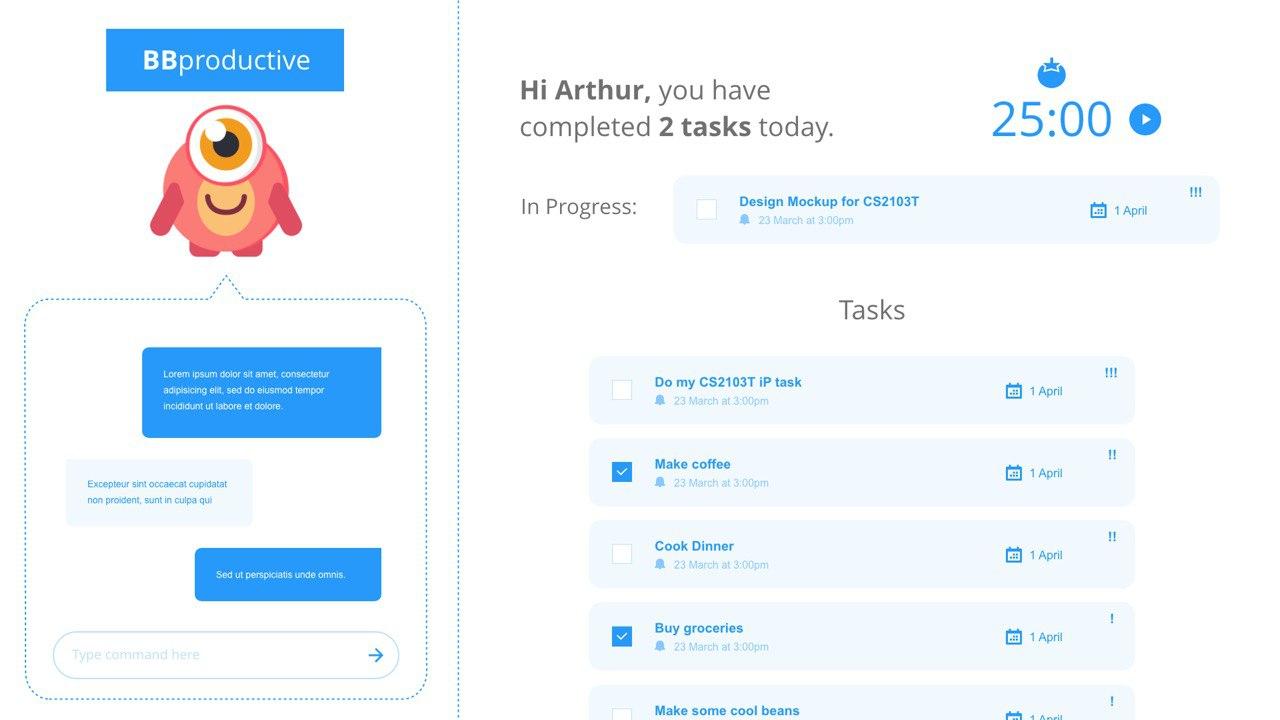 BBproductive
Lorem ipsum dolor sit amet, consectetur
adipisicing elit, sed do eiusmod tempor
incididunt ut labore et dolore.
Excepteur sint occaecat cupidatat
non proident, sunt in culpa qui
Sed ut perspiciatis unde omnis.
Type command here
Hi Arthur, you have
completed 2 tasks today.
25:00
In Progress:
Design Mockup for CS2103T
23 March at 3:00pm
1 April
!!!
Tasks
Do my CS2103T iP task
23 March at 3:00pm
1 April
!!!
Make coffee
23 March at 3:00pm
1 April
!!
Cook Dinner
23 March at 3:00pm
1 April
!!
Buy groceries
23 March at 3:00pm
1 April
!
Make some cool beans
1 April
!